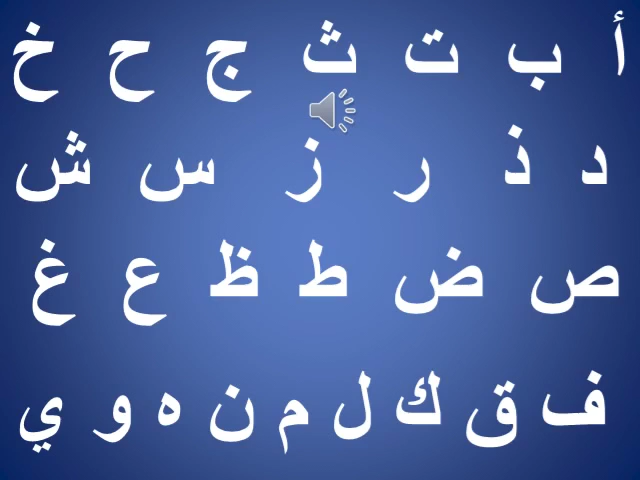 أ ب ت ث ج ح خ
د ذ ر ز س ش
ص ض ط ظ ع غ
ف ق ك ل م ن ه و ي